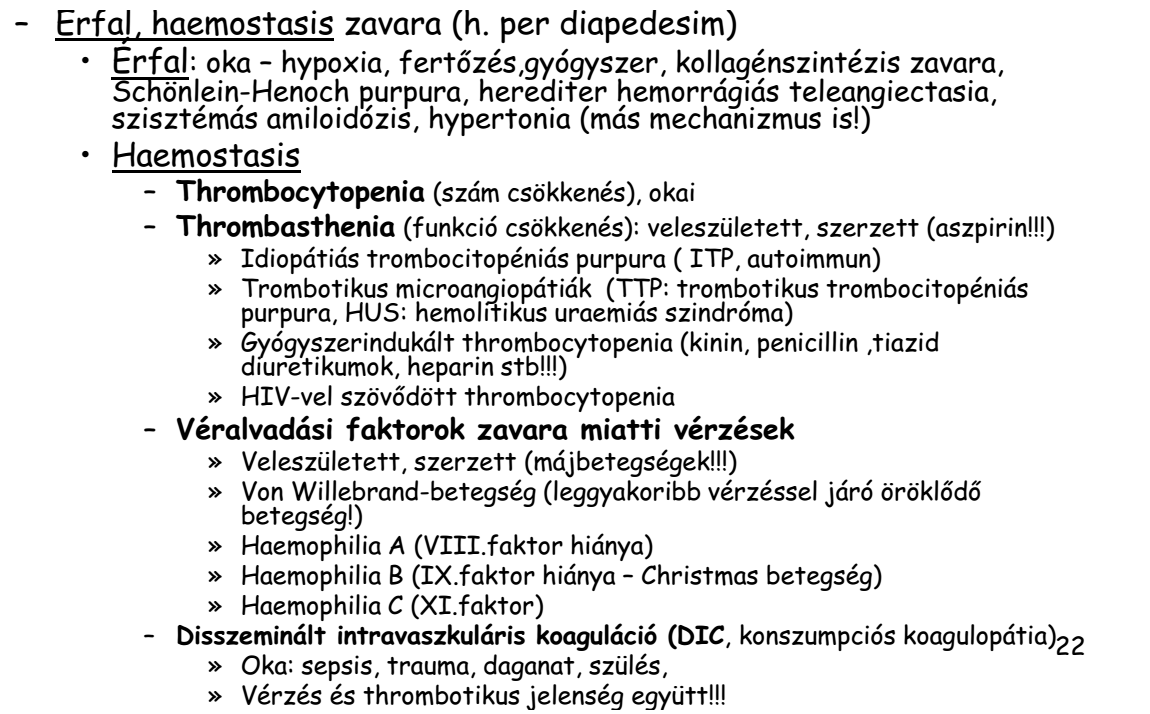 – Érfal, haemostasis zavara (h. per diapedesim)
• Érfal: oka – hypoxia, fertőzés,gyógyszer, kollagénszintézis zavara,
Schönlein-Henoch purpura, herediter hemorrágiás teleangiectasia,
szisztémás amiloidózis, hypertonia (más mechanizmus is!)
• Haemostasis
– Thrombocytopenia (szám csökkenés), okai
– Thrombasthenia (funkció csökkenés): veleszületett, szerzett (aszpirin!!!)
» Idiopátiás trombocitopéniás purpura ( ITP, autoimmun)
» Trombotikus microangiopátiák (TTP: trombotikus trombocitopéniás
purpura, HUS: hemolitikus uraemiás szindróma)
» Gyógyszerindukált thrombocytopenia (kinin, penicillin ,tiazid
diuretikumok, heparin stb!!!)
» HIV-vel szövődött thrombocytopenia
– Véralvadási faktorok zavara miatti vérzések
» Veleszületett, szerzett (májbetegségek!!!)
» Von Willebrand-betegség (leggyakoribb vérzéssel járó öröklődő
betegség!)
» Haemophilia A (VIII.faktor hiánya)
» Haemophilia B (IX.faktor hiánya – Christmas betegség)
» Haemophilia C (XI.faktor)
– Disszeminált intravaszkuláris koaguláció (DIC, konszumpciós koagulopátia)
22
» Oka: sepsis, trauma, daganat, szülés,
» Vérzés és thrombotikus jelenség együtt!!!